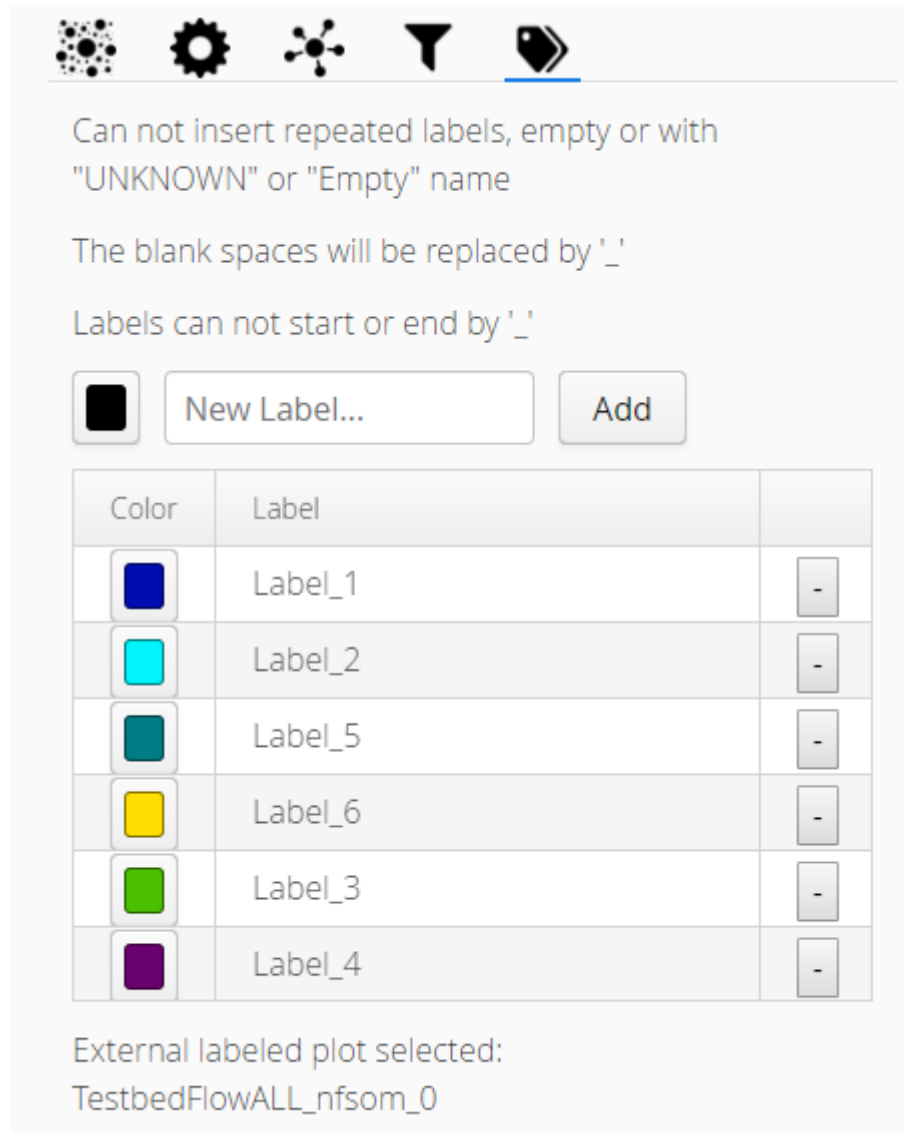 Can not insert repeated labels, empty or with
"UNKNOWN" or "Empty" name
The blank spaces will be replaced by '_'
Labels can not start or end by '_'
New Label... Add
Color Label
Label_1 -
Label_2 -
Label_5 -
Label_6 -
Label_3 -
Label_4 -
External labeled plot selected:
TestbedFlowALL_nfsom_0